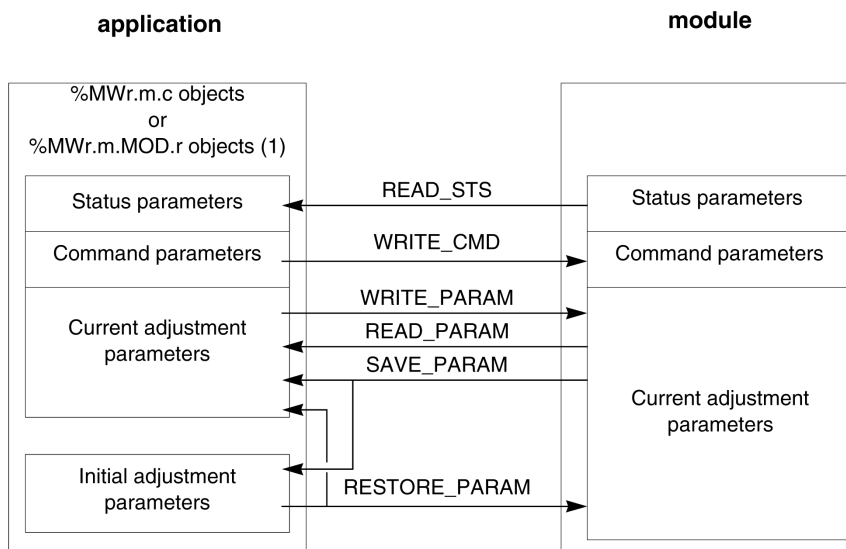 application
module
%MWr.m.c objects
or
%MWr.m.MOD.r objects (1)
Status parameters
READ_STS
Status parameters
Command parameters
WRITE_CMD
Command parameters
WRITE_PARAM
Current adjustment
parameters
READ_PARAM
SAVE_PARAM
Current adjustment
parameters
Initial adjustment
parameters
RESTORE_PARAM